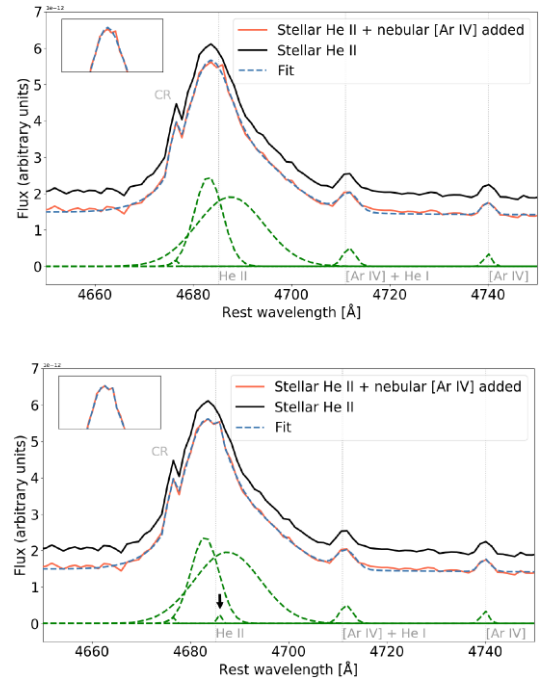 1e−12
7
6
5
4
3
2
1
0
Flux (arbitrary units)
Stellar He II + nebular [Ar IV] added
Stellar He II
Fit
CR
He II
[Ar IV] + He I
[Ar IV]
4660
4680
4700
4720
4740
Rest wavelength [Å]
1e−12
7
6
5
4
3
2
1
0
Flux (arbitrary units)
Stellar He II + nebular [Ar IV] added
Stellar He II
Fit
CR
He II
[Ar IV] + He I
[Ar IV]
4660
4680
4700
4720
4740
Rest wavelength [Å]